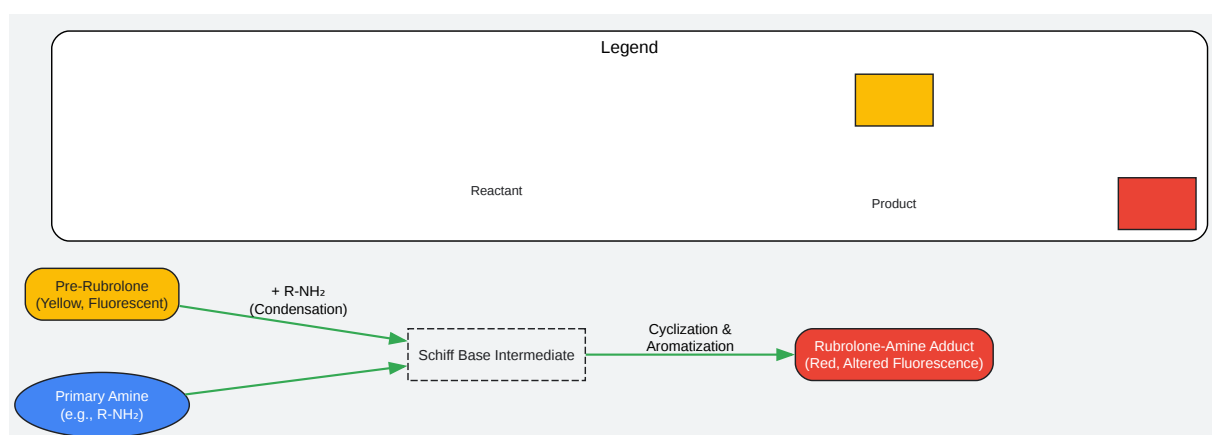 Legend
Reactant
Product
Pre-Rubrolone
(Yellow, Fluorescent)
+ R-NH₂
(Condensation)
Schiff Base Intermediate
Cyclization &
Aromatization
Rubrolone-Amine Adduct
(Red, Altered Fluorescence)
Primary Amine
(e.g., R-NH₂)